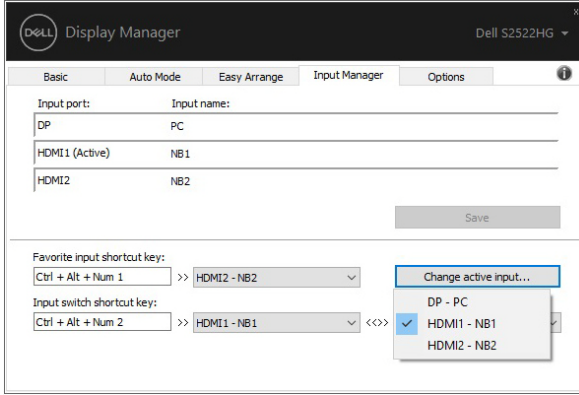 DELL Display Manager
Dell S2522HG
Basic Auto Mode Easy Arrange Input Manager Options
Input port: Input name:
DP PC
HDMI1 (Active) NB1
HDMI2 NB2
Save
Favorite input shortcut key:
Ctrl + Alt + Num 1 >> HDMI2 - NB2 Change active input...
Input switch shortcut key:
Ctrl + Alt + Num 2 >> HDMI1 - NB1 <<>>
DP - PC
HDMI1 - NB1
HDMI2 - NB2